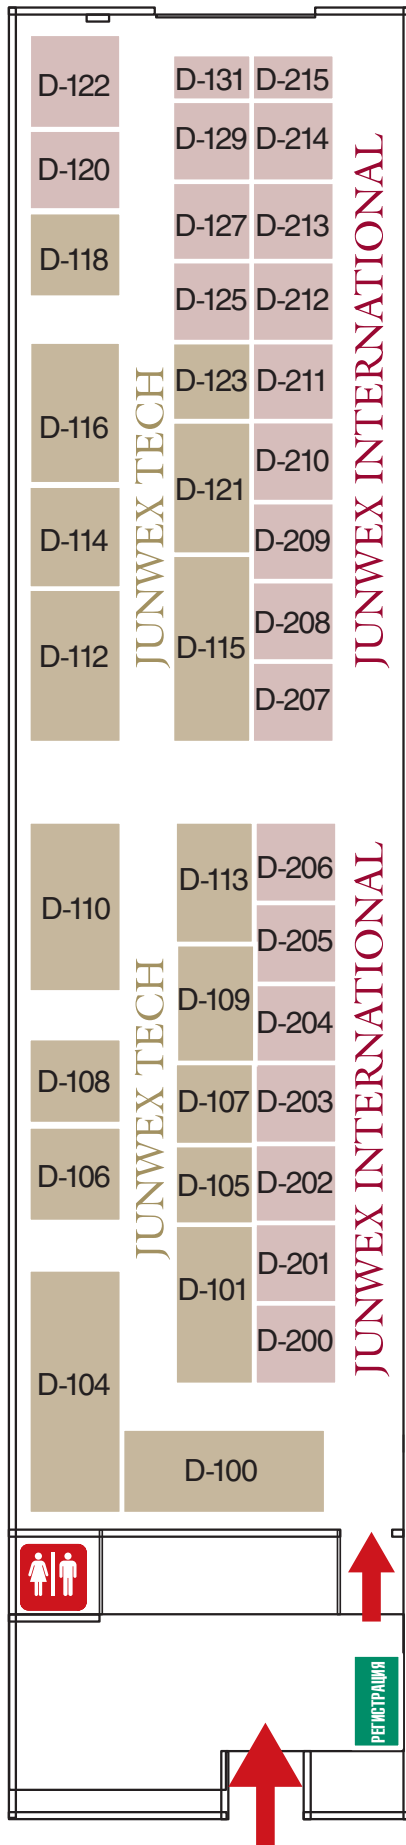 D-122
D-131 D-215
D-120
D-129 D-214
D-118
D-127 D-213
D-125 D-212
JUNWEX INTERNATIONAL
D-116
JUNWEX TECH
D-123 D-211
D-121
D-210
D-114
D-209
D-112
D-115
D-208
D-207
D-110
D-113
D-206
D-205
JUNWEX INTERNATIONAL
D-109
D-204
D-108
JUNWEX TECH
D-107 D-203
D-106
D-105 D-202
D-101
D-201
D-104
D-200
D-100
РЕГИСТРАЦИЯ